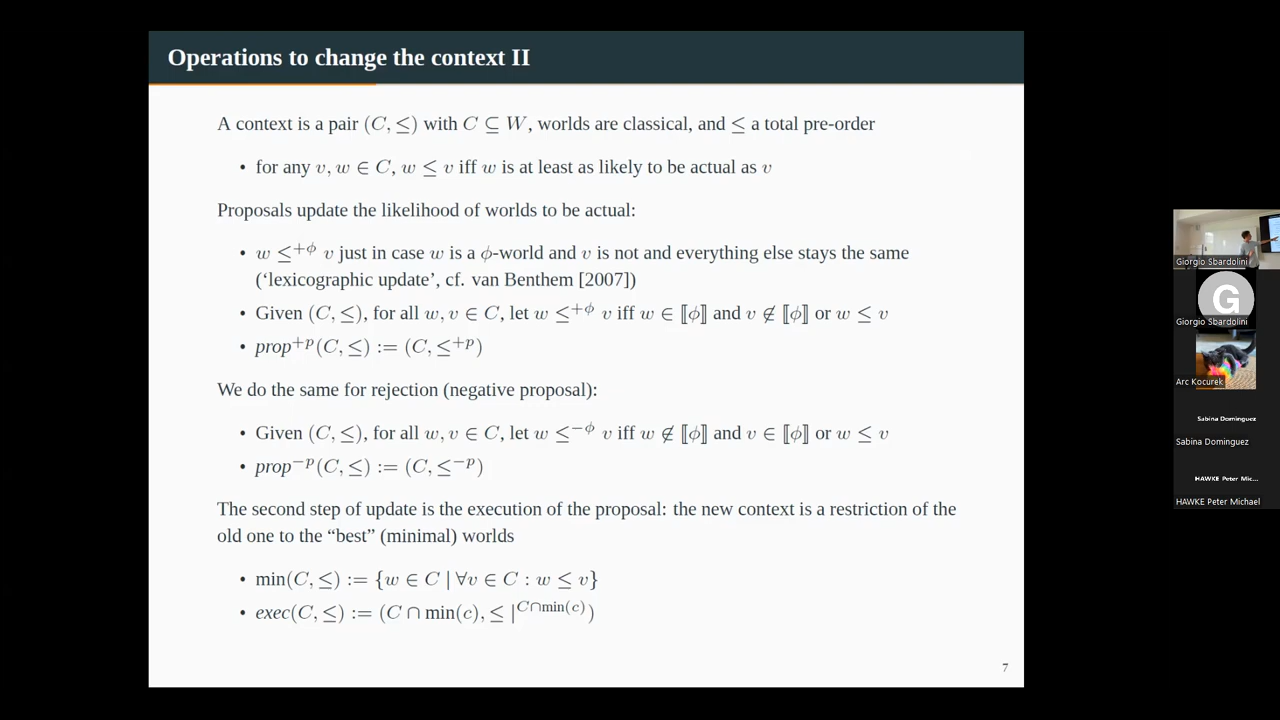 Operations to change the context II
A context is a pair (C, ≤) with C ⊆ W, worlds are classical, and ≤ a total pre-order
• for any v, w ∈ C, w ≤ v iff w is at least as likely to be actual as v
Proposals update the likelihood of worlds to be actual:
• w ≤⁺ᵠ v just in case w is a ϕ-world and v is not and everything else stays the same
('lexicographic update', cf. van Benthem [2007])
• Given (C, ≤), for all w, v ∈ C, let w ≤⁺ᵠ v iff w ∈ ⟦ϕ⟧ and v ∉ ⟦ϕ⟧ or w ≤ v
• prop⁺ᵖ(C, ≤) := (C, ≤⁺ᵖ)
We do the same for rejection (negative proposal):
• Given (C, ≤), for all w, v ∈ C, let w ≤⁻ᵠ v iff w ∉ ⟦ϕ⟧ and v ∈ ⟦ϕ⟧ or w ≤ v
• prop⁻ᵖ(C, ≤) := (C, ≤⁻ᵖ)
The second step of update is the execution of the proposal: the new context is a restriction of the
old one to the “best” (minimal) worlds
• min(C, ≤) := {w ∈ C | ∀v ∈ C : w ≤ v}
• exec(C, ≤) := (C ∩ min(c), ≤ |^{C∩min(c)})
7
Giorgio Sbardolini
G
Giorgio Sbardolini
Arc Kocurek
Sabina Dominguez
Sabina Dominguez
HAWKE Peter Mic...
HAWKE Peter Michael